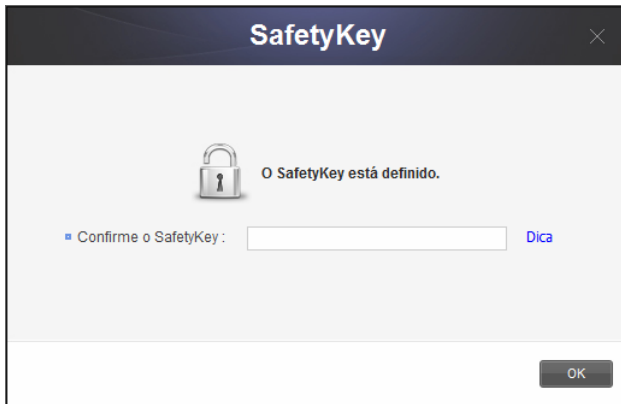 SafetyKey
O SafetyKey está definido.
Confirme o SafetyKey : Dica
OK